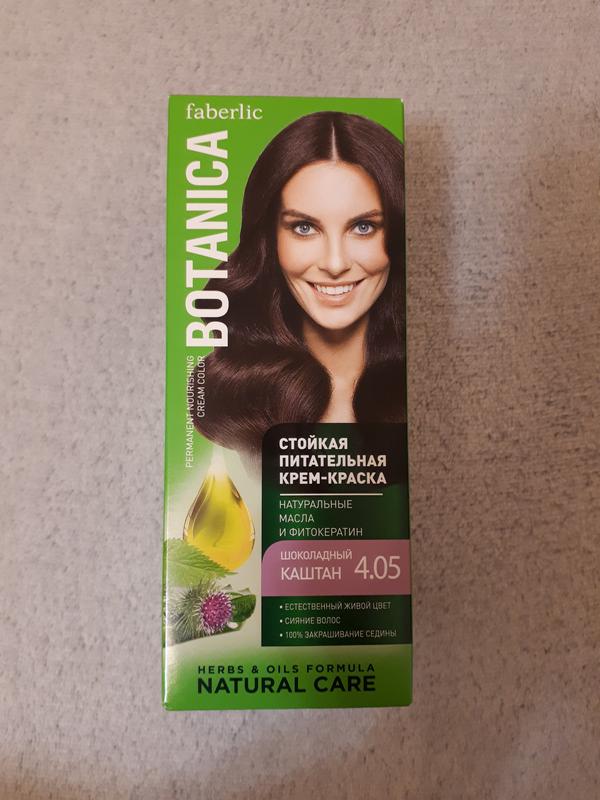 faberlic
BOTANICA
PERMANENT NOURISHING
CREAM COLOR
СТОЙКАЯ
ПИТАТЕЛЬНАЯ
КРЕМ-КРАСКА
НАТУРАЛЬНЫЕ
МАСЛА
И ФИТОКЕРАТИН
ШОКОЛАДНЫЙ
КАШТАН 4.05
• ЕСТЕСТВЕННЫЙ ЖИВОЙ ЦВЕТ
• СИЯНИЕ ВОЛОС
• 100% ЗАКРАШИВАНИЕ СЕДИНЫ
HERBS & OILS FORMULA
NATURAL CARE